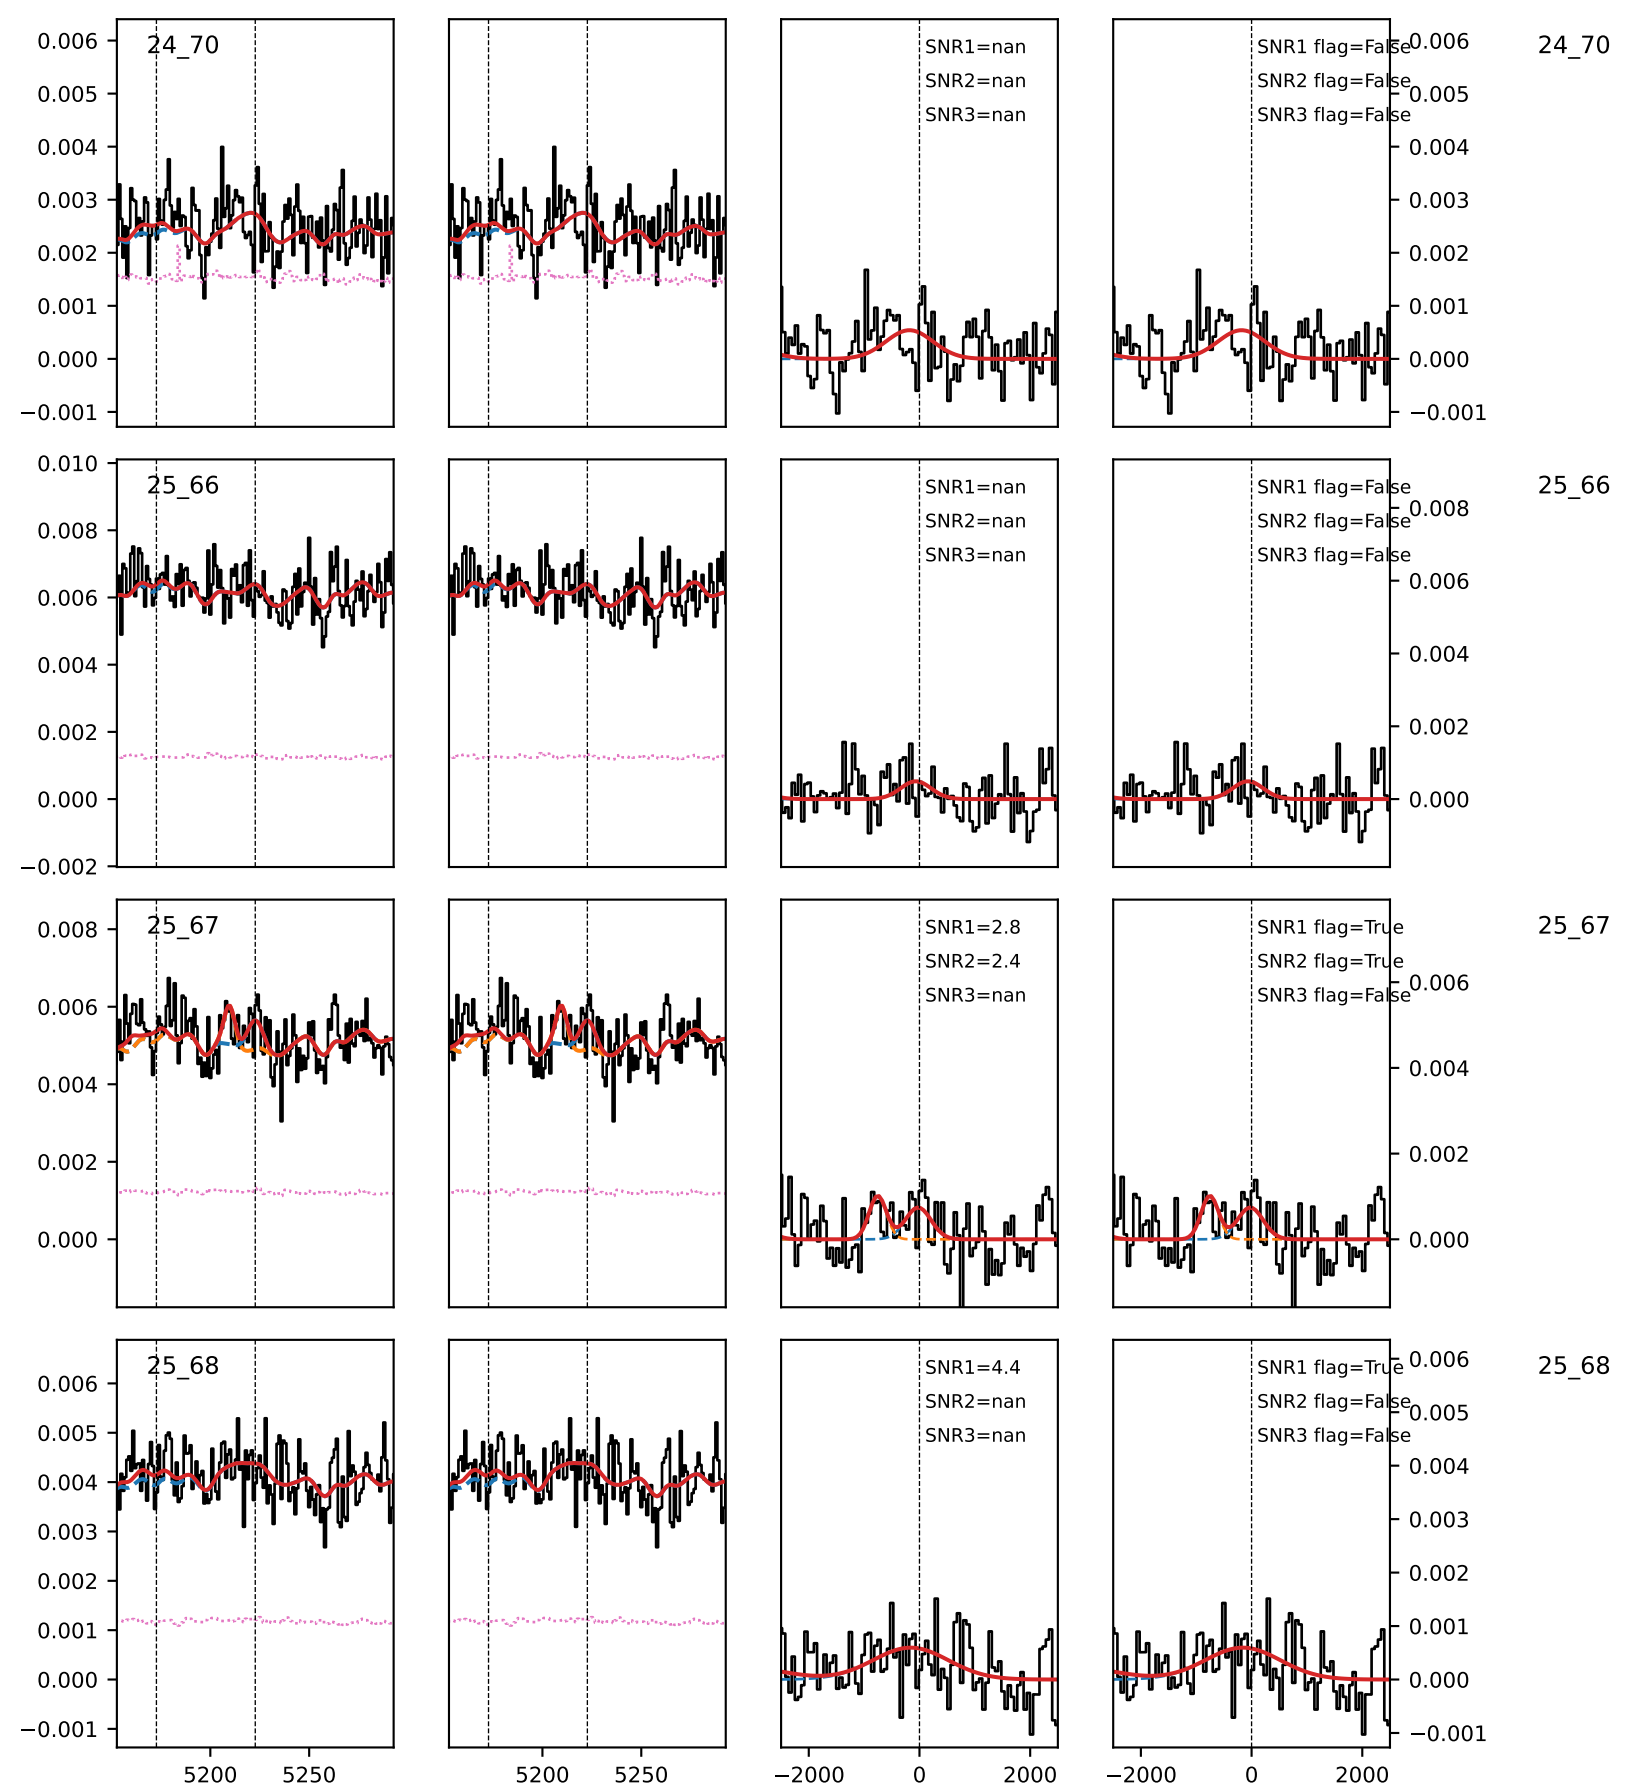 24_70
SNR1=nan
SNR2=nan
SNR3=nan
SNR1 flag=False
SNR2 flag=False
SNR3 flag=False
24_70
0.006
0.005
0.004
0.003
0.002
0.001
0.000
−0.001
0.006
0.005
0.004
0.003
0.002
0.001
0.000
−0.001
25_66
SNR1=nan
SNR2=nan
SNR3=nan
SNR1 flag=False
SNR2 flag=False
SNR3 flag=False
25_66
0.010
0.008
0.006
0.004
0.002
0.000
−0.002
0.008
0.006
0.004
0.002
0.000
25_67
SNR1=2.8
SNR2=2.4
SNR3=nan
SNR1 flag=True
SNR2 flag=True
SNR3 flag=False
25_67
0.008
0.006
0.004
0.002
0.000
0.006
0.004
0.002
0.000
25_68
SNR1=4.4
SNR2=nan
SNR3=nan
SNR1 flag=True
SNR2 flag=False
SNR3 flag=False
25_68
0.006
0.005
0.004
0.003
0.002
0.001
0.000
−0.001
0.006
0.005
0.004
0.003
0.002
0.001
0.000
−0.001
5200 5250
5200 5250
−2000 0 2000
−2000 0 2000